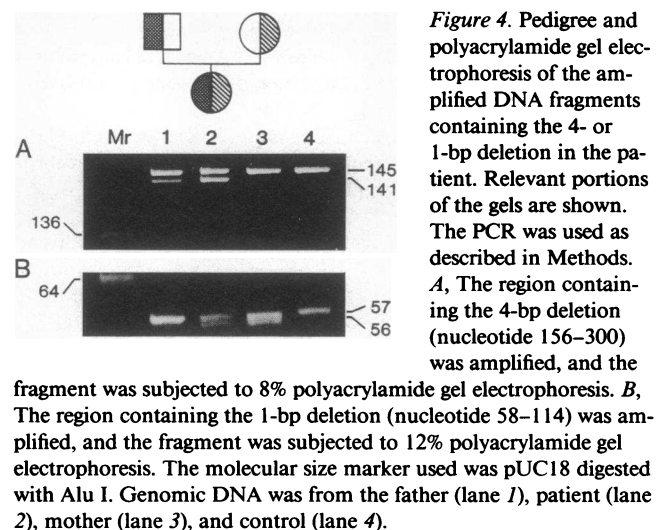 Figure 4. Pedigree and
polyacrylamide gel elec-
trophoresis of the am-
plified DNA fragments
containing the 4- or
1-bp deletion in the pa-
tient. Relevant portions
of the gels are shown.
The PCR was used as
described in Methods.
A, The region contain-
ing the 4-bp deletion
(nucleotide 156–300)
was amplified, and the
fragment was subjected to 8% polyacrylamide gel electrophoresis. B,
The region containing the 1-bp deletion (nucleotide 58–114) was am-
plified, and the fragment was subjected to 12% polyacrylamide gel
electrophoresis. The molecular size marker used was pUC18 digested
with Alu I. Genomic DNA was from the father (lane 1), patient (lane
2), mother (lane 3), and control (lane 4).
Mr 1 2 3 4
A
145
141
136
B
64
57
56